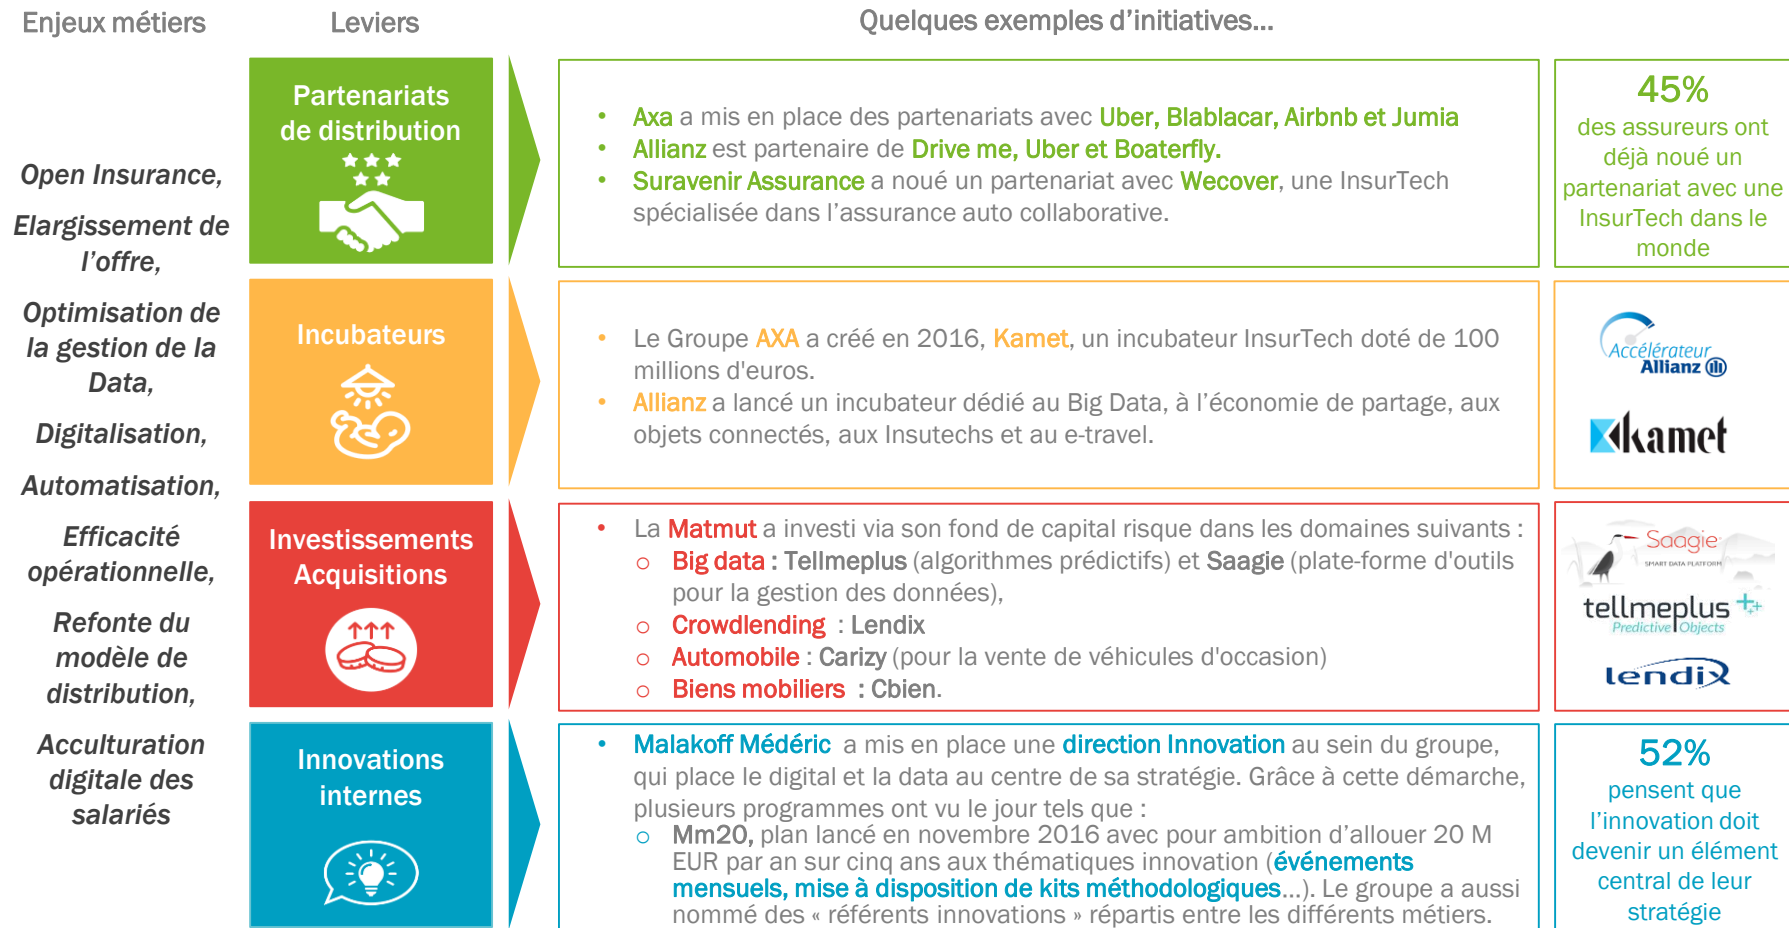 Enjeux métiers
Leviers
Quelques exemples d'initiatives...
Open Insurance,
Elargissement de
l'offre,
Optimisation de
la gestion de la
Data,
Digitalisation,
Automatisation,
Efficacité
opérationnelle,
Refonte du
modèle de
distribution,
Acculturation
digitale des
salariés
Partenariats
de distribution
• Axa a mis en place des partenariats avec Uber, Blablacar, Airbnb et Jumia
• Allianz est partenaire de Drive me, Uber et Boaterfly.
• Suravenir Assurance a noué un partenariat avec Wecover, une InsurTech
spécialisée dans l'assurance auto collaborative.
45%
des assureurs ont
déjà noué un
partenariat avec une
InsurTech dans le
monde
Incubateurs
• Le Groupe AXA a créé en 2016, Kamet, un incubateur InsurTech doté de 100
millions d'euros.
• Allianz a lancé un incubateur dédié au Big Data, à l'économie de partage, aux
objets connectés, aux Insutechs et au e-travel.
Accélérateur
Allianz
kamet
Investissements
Acquisitions
• La Matmut a investi via son fond de capital risque dans les domaines suivants :
o Big data : Tellmeplus (algorithmes prédictifs) et Saagie (plate-forme d'outils
pour la gestion des données),
o Crowdlending : Lendix
o Automobile : Carizy (pour la vente de véhicules d'occasion)
o Biens mobiliers : Cbien.
Saagie
SMART DATA PLATFORM
tellmeplus
Predictive Objects
lendix
Innovations
internes
• Malakoff Médéric a mis en place une direction Innovation au sein du groupe,
qui place le digital et la data au centre de sa stratégie. Grâce à cette démarche,
plusieurs programmes ont vu le jour tels que :
o Mm20, plan lancé en novembre 2016 avec pour ambition d'allouer 20 M
EUR par an sur cinq ans aux thématiques innovation (événements
mensuels, mise à disposition de kits méthodologiques...). Le groupe a aussi
nommé des « référents innovations » répartis entre les différents métiers.
52%
pensent que
l'innovation doit
devenir un élément
central de leur
stratégie